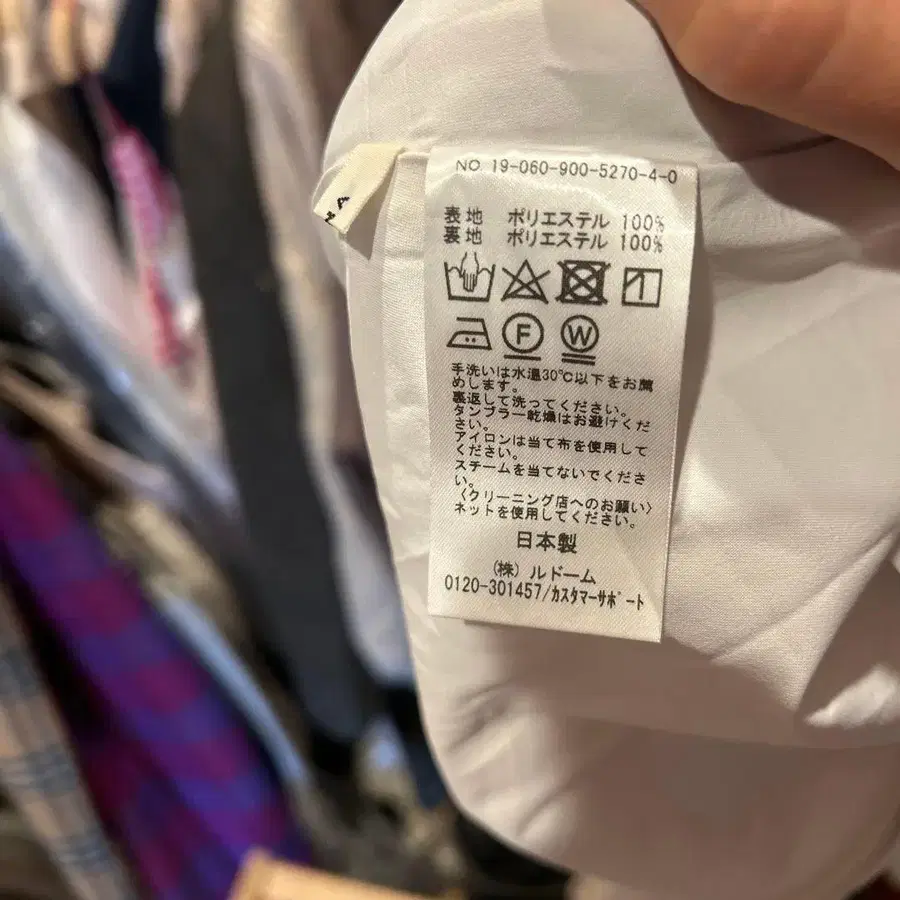 NO 19-060-900-5270-4-0
表地 ポリエステル 100%
裏地 ポリエステル 100%
F W
手洗いは水温30℃以下をお薦
めします。
裏返して洗ってください。
タンブラー乾燥はお避けくだ
さい。
アイロンは当て布を使用して
ください。
スチームを当てないでくださ
い。
〈クリーニング店へのお願い〉
ネットを使用してください。
日本製
(株) ルドーム
0120-301457/カスタマーサポート